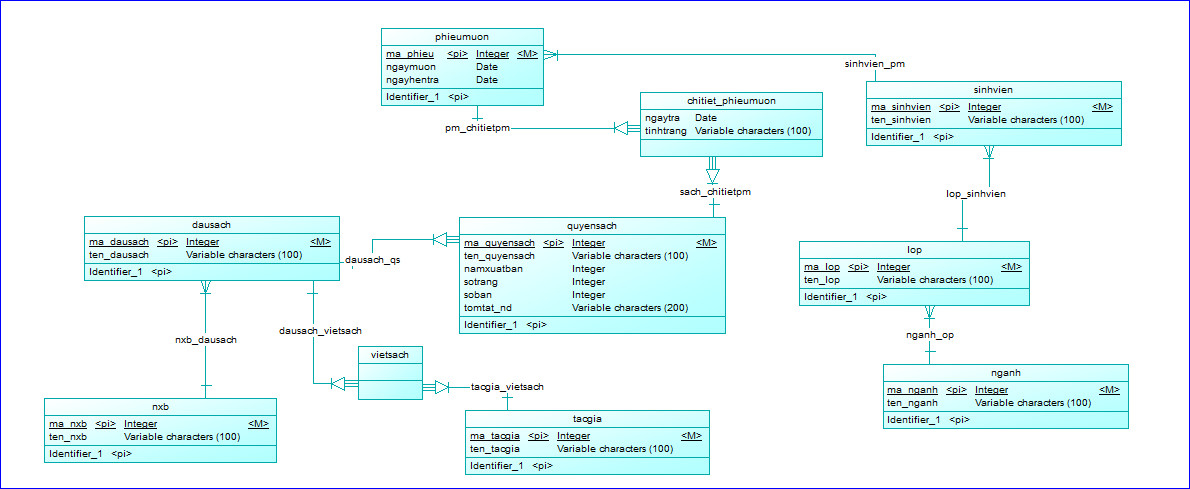 phieumuon
ma_phieu <pi> Integer <M>
ngaymuon Date
ngayhentra Date
Identifier_1 <pi>
sinhvien_pm
sinhvien
ma_sinhvien <pi> Integer <M>
ten_sinhvien Variable characters (100)
Identifier_1 <pi>
chitiet_phieumuon
ngaytra Date
tinhtrang Variable characters (100)
pm_chitietpm
sach_chitietpm
lop_sinhvien
dausach
ma_dausach <pi> Integer <M>
ten_dausach Variable characters (100)
Identifier_1 <pi>
dausach_qs
quyensach
ma_quyensach <pi> Integer <M>
ten_quyensach Variable characters (100)
namxuatban Integer
sotrang Integer
soban Integer
tomtat_nd Variable characters (200)
Identifier_1 <pi>
lop
ma_lop <pi> Integer <M>
ten_lop Variable characters (100)
Identifier_1 <pi>
nganh_op
nxb_dausach
dausach_vietsach
vietsach
tacgia_vietsach
nganh
ma_nganh <pi> Integer <M>
ten_nganh Variable characters (100)
Identifier_1 <pi>
nxb
ma_nxb <pi> Integer <M>
ten_nxb Variable characters (100)
Identifier_1 <pi>
tacgia
ma_tacgia <pi> Integer <M>
ten_tacgia Variable characters (100)
Identifier_1 <pi>